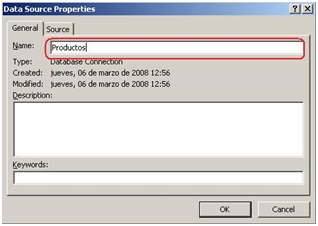 Data Source Properties
General Source
Name: Productos
Type: Database Connection
Created: jueves, 06 de marzo de 2008 12:56
Modified: jueves, 06 de marzo de 2008 12:56
Description:
Keywords:
OK Cancel